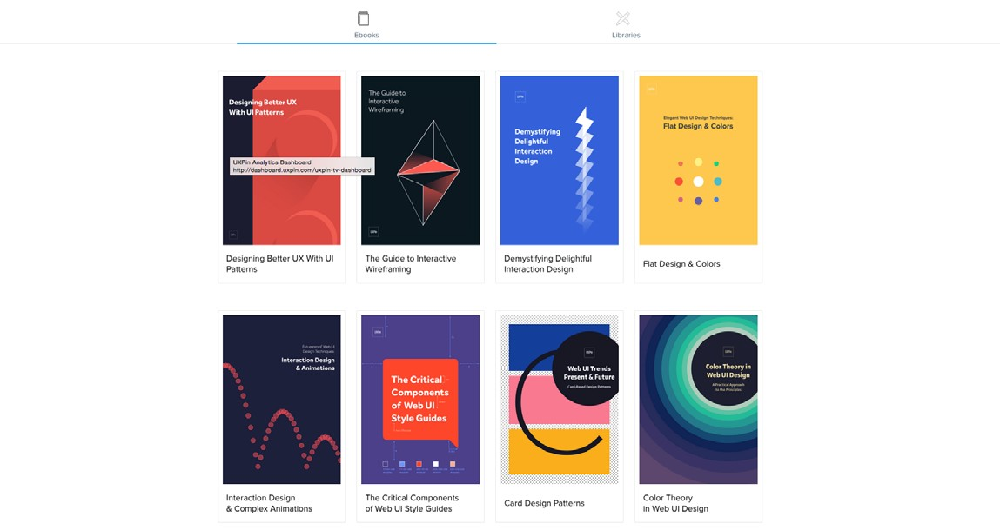 Ebooks
Libraries
Designing Better UX
With UI Patterns
UXPin Analytics Dashboard
http://dashboard.uxpin.com/uxpin-tv-dashboard
Designing Better UX With UI
Patterns
The Guide to
Interactive
Wireframing
The Guide to Interactive
Wireframing
Demystifying
Delightful
Interaction
Design
Demystifying Delightful
Interaction Design
Elegant Web UI Design Techniques:
Flat Design & Colors
Flat Design & Colors
Futureproof Web UI
Design Techniques:
Interaction Design
& Animations
Interaction Design
& Complex Animations
The Critical
Components
of Web UI
Style Guides
The Critical Components
of Web UI Style Guides
Web UI Trends
Present & Future
Card-Based Design Patterns
Card Design Patterns
Color Theory in
Web UI Design
A Practical Approach
to the Principles
Color Theory
in Web UI Design